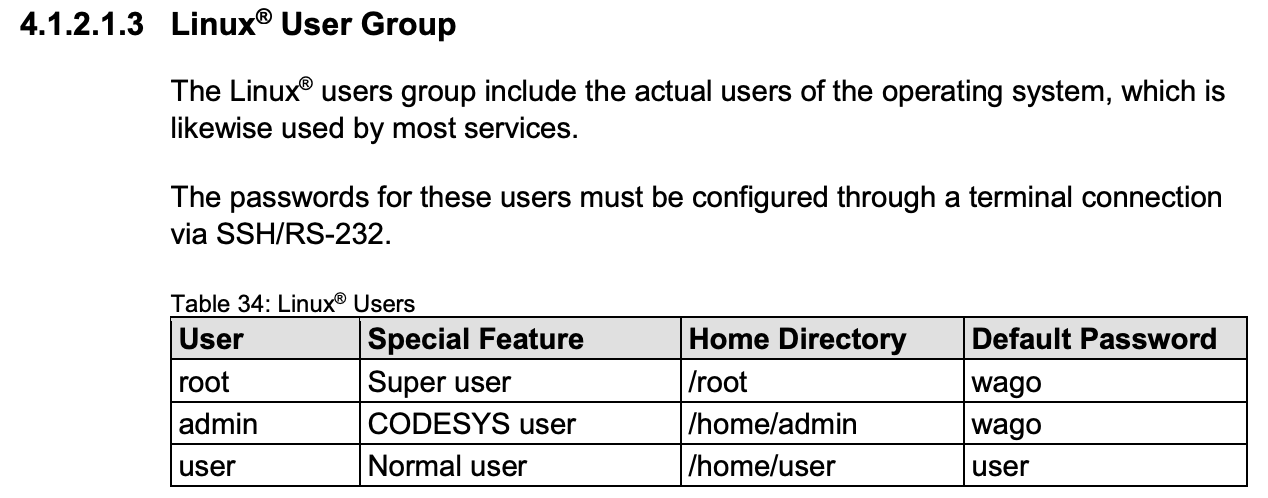 4.1.2.1.3 Linux® User Group
The Linux® users group include the actual users of the operating system, which is
likewise used by most services.
The passwords for these users must be configured through a terminal connection
via SSH/RS-232.
Table 34: Linux® Users
User Special Feature Home Directory Default Password
root Super user /root wago
admin CODESYS user /home/admin wago
user Normal user /home/user user